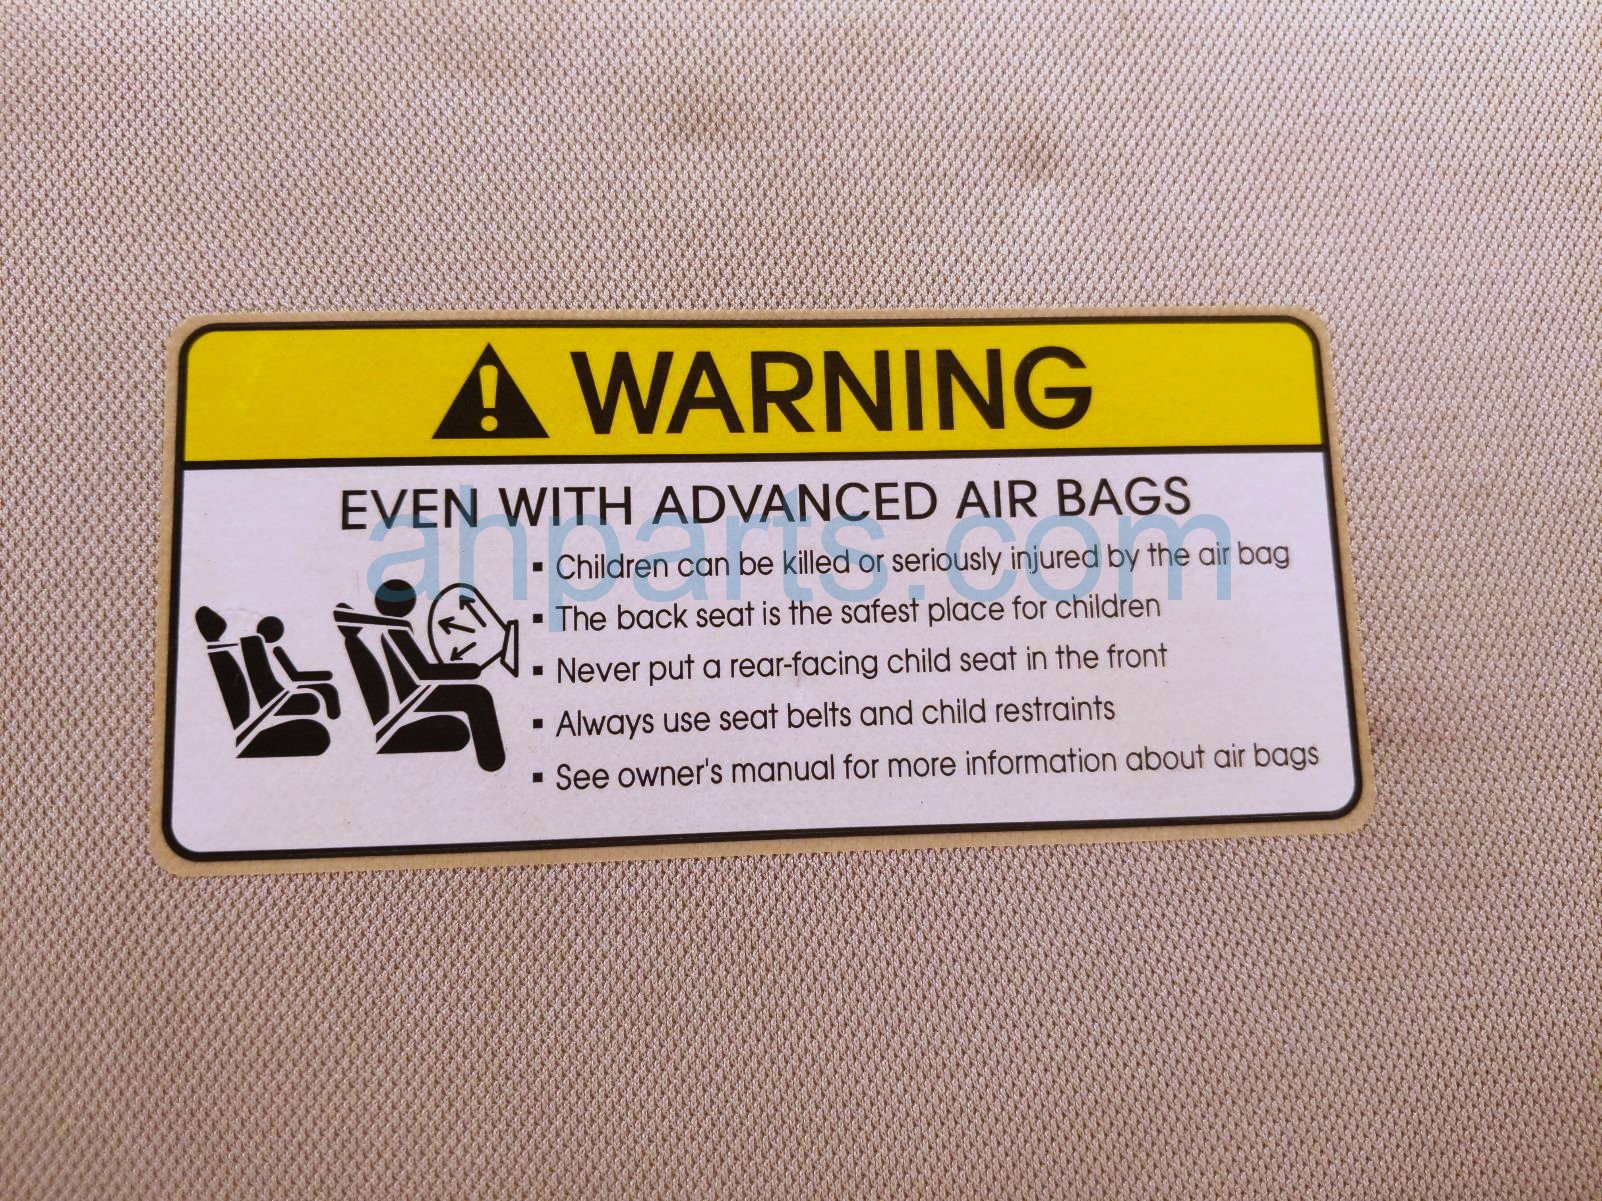 WARNING
EVEN WITH ADVANCED AIR BAGS
▪ Children can be killed or seriously injured by the air bag
▪ The back seat is the safest place for children
▪ Never put a rear-facing child seat in the front
▪ Always use seat belts and child restraints
▪ See owner's manual for more information about air bags
ahparts.com